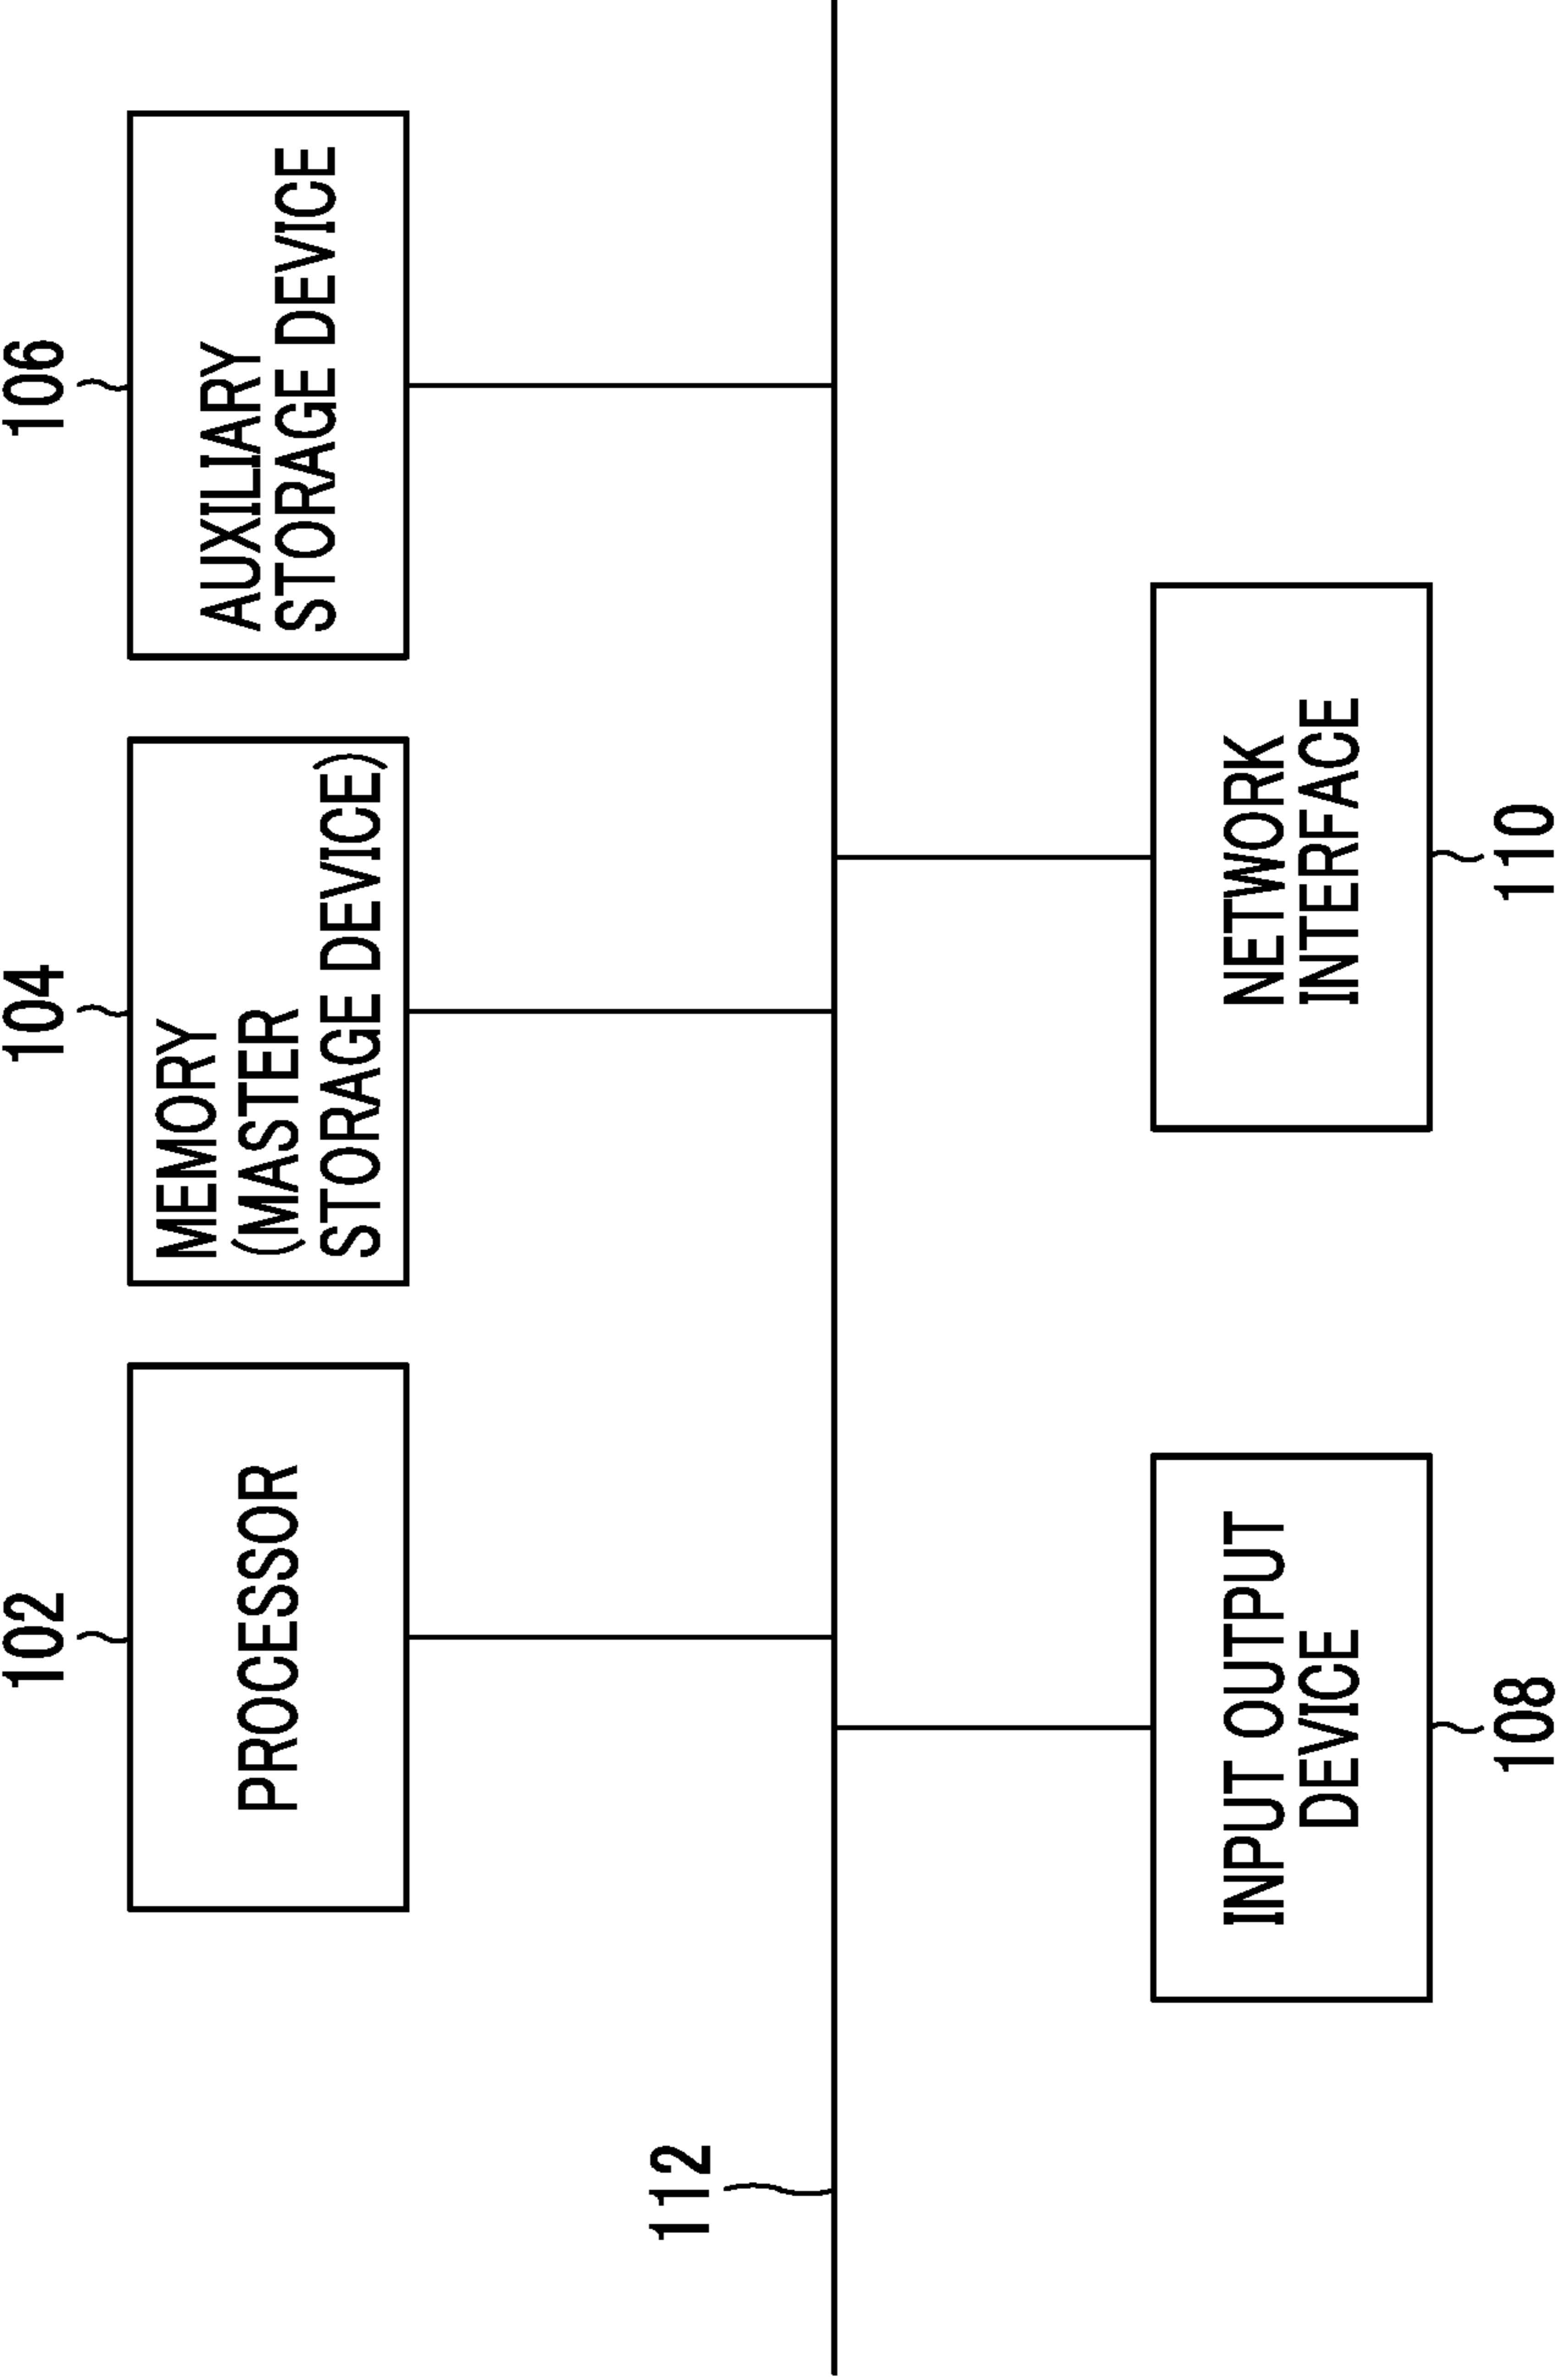 102
104
106
PROCESSOR
MEMORY
(MASTER
STORAGE DEVICE)
AUXILIARY
STORAGE DEVICE
112
INPUT OUTPUT
DEVICE
NETWORK
INTERFACE
108
110